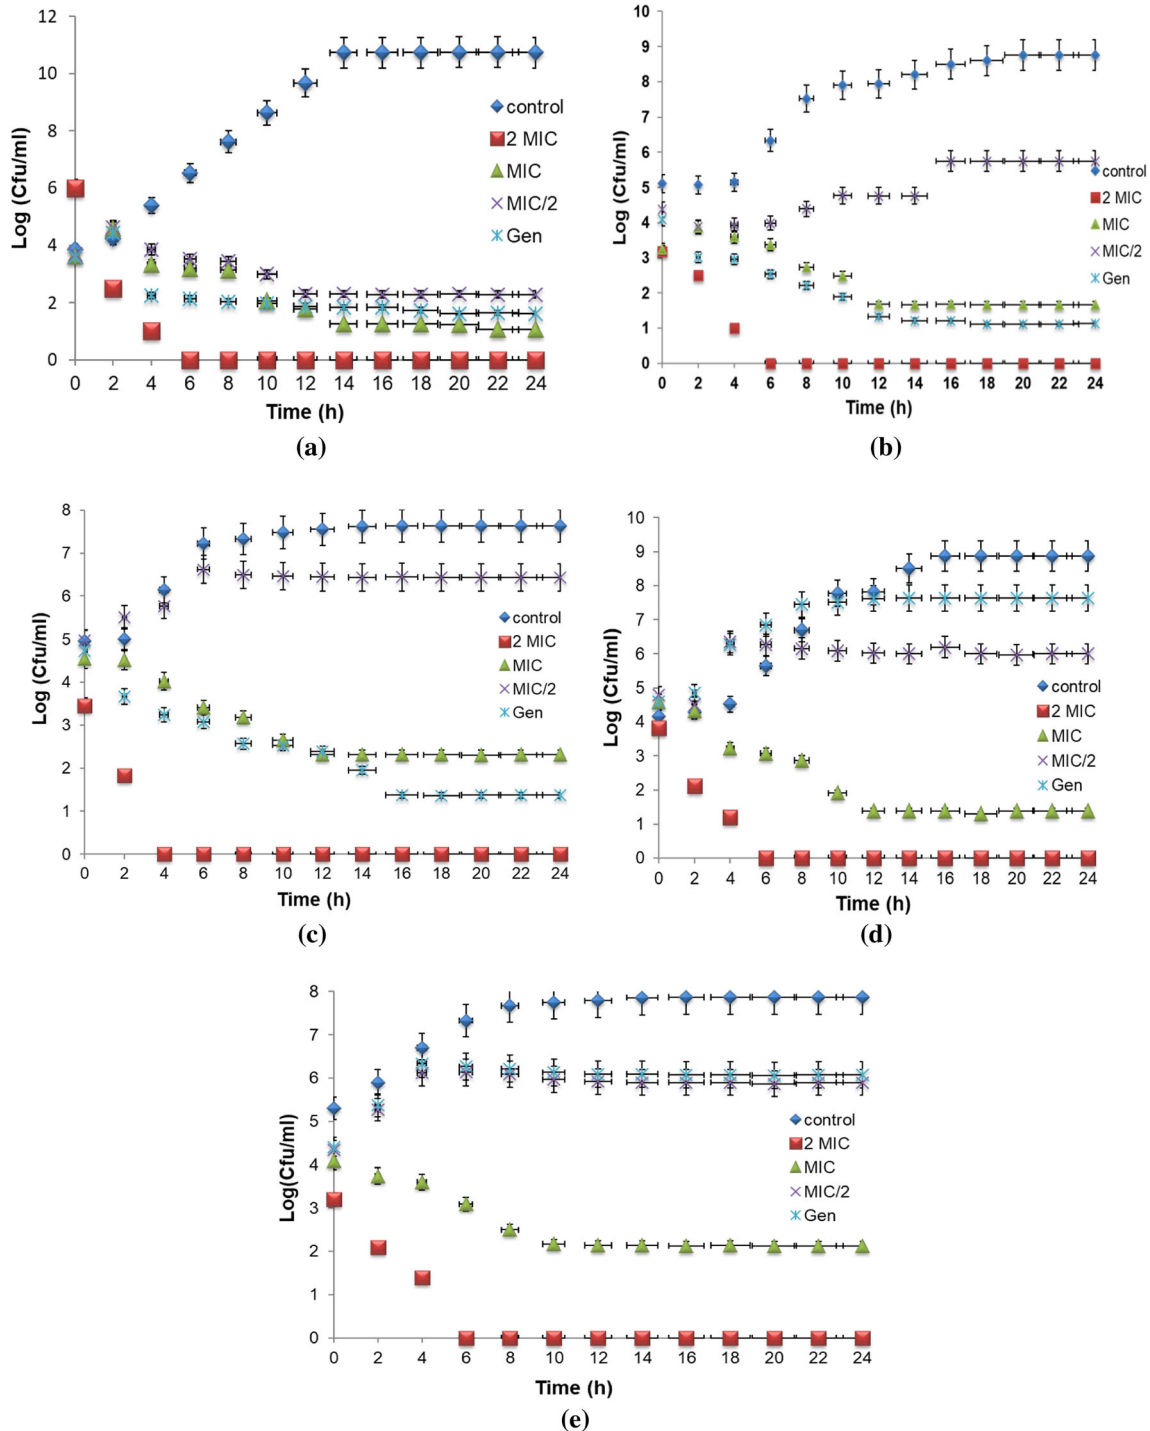 12
10
8
6
4
2
0
Log (Cfu/ml)
0 2 4 6 8 10 12 14 16 18 20 22 24
Time (h)
control
2 MIC
MIC
MIC/2
Gen
(a)
10
9
8
7
6
5
4
3
2
1
0
Log (Cfu/ml)
0 2 4 6 8 10 12 14 16 18 20 22 24
Time (h)
control
2 MIC
MIC
MIC/2
Gen
(b)
8
7
6
5
4
3
2
1
0
Log (Cfu/ml)
0 2 4 6 8 10 12 14 16 18 20 22 24
Time (h)
control
2 MIC
MIC
MIC/2
Gen
(c)
10
9
8
7
6
5
4
3
2
1
0
Log (Cfu/ml)
0 2 4 6 8 10 12 14 16 18 20 22 24
Time (h)
control
2 MIC
MIC
MIC/2
Gen
(d)
8
7
6
5
4
3
2
1
0
Log(Cfu/ml)
0 2 4 6 8 10 12 14 16 18 20 22 24
Time (h)
control
2 MIC
MIC
MIC/2
Gen
(e)